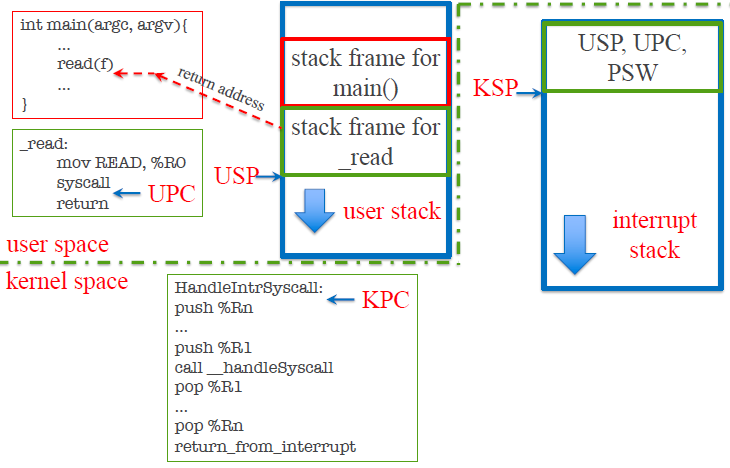 int main(argc, argv){
...
read(f)
...
}
return address
stack frame for
main()
stack frame for
_read
USP
user stack
USP, UPC,
PSW
KSP
interrupt
stack
_read:
mov READ, %R0
syscall
return
UPC
user space
kernel space
HandleIntrSyscall:
push %Rn
...
push %R1
call __handleSyscall
pop %R1
...
pop %Rn
return_from_interrupt
KPC